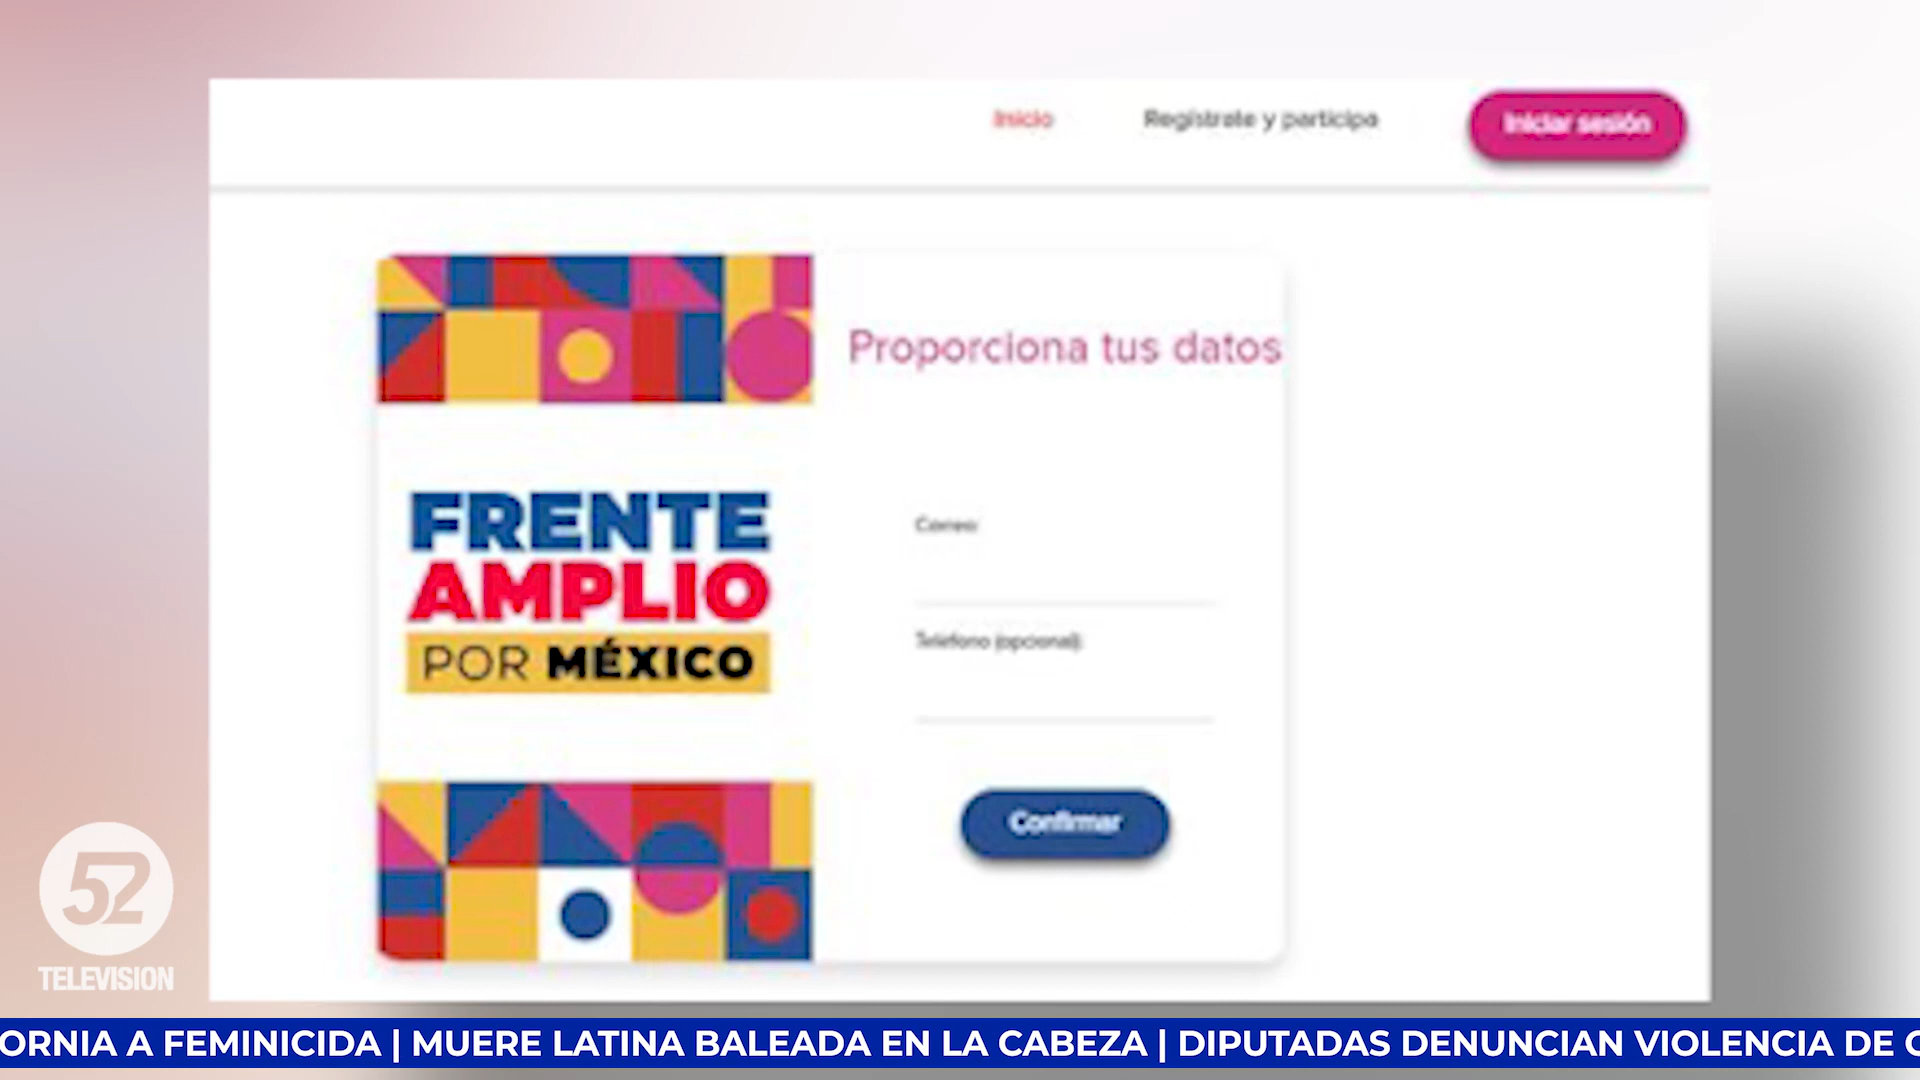 Inicio
Regístrate y participa
Iniciar sesión
Proporciona tus datos
FRENTE
AMPLIO
POR MÉXICO
Correo
Teléfono (opcional):
Confirmar
52
TELEVISION
ORNIA A FEMINICIDA | MUERE LATINA BALEADA EN LA CABEZA | DIPUTADAS DENUNCIAN VIOLENCIA DE